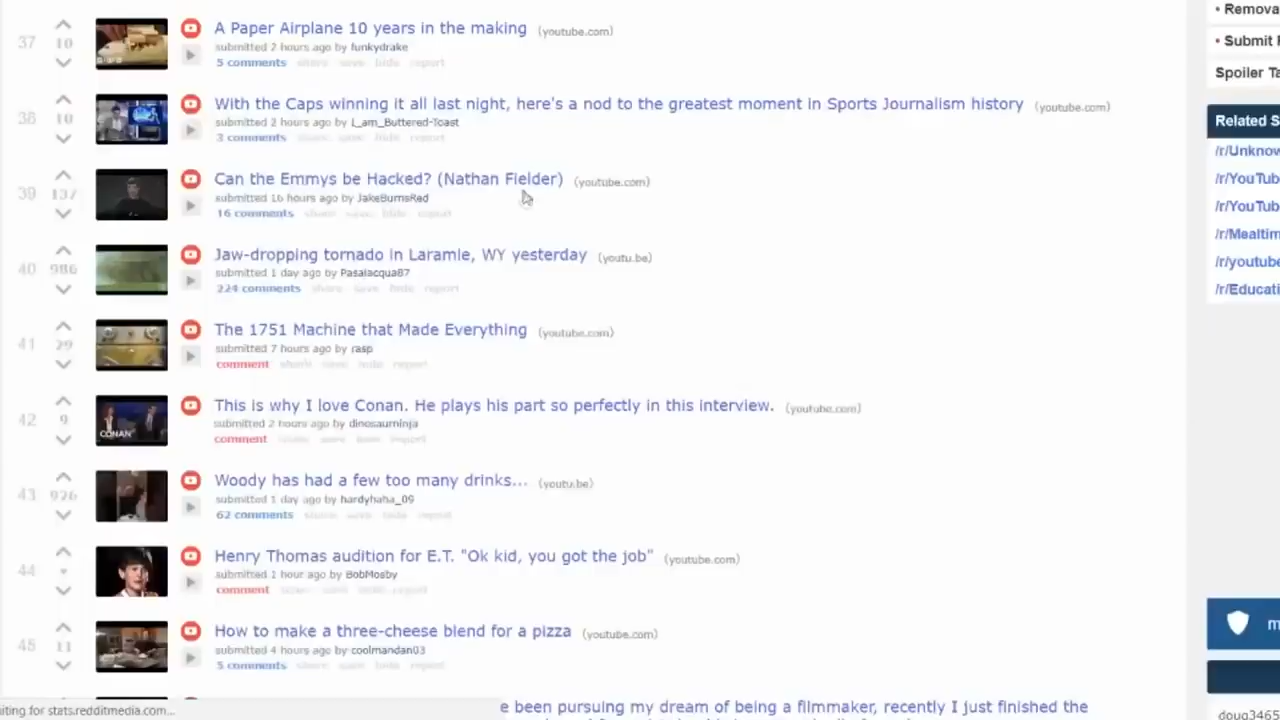 37
10
A Paper Airplane 10 years in the making (youtube.com)
submitted 2 hours ago by funkydrake
5 comments share save hide report
38
10
With the Caps winning it all last night, here's a nod to the greatest moment in Sports Journalism history (youtube.com)
submitted 2 hours ago by I_am_Buttered-Toast
3 comments share save hide report
39
137
Can the Emmys be Hacked? (Nathan Fielder) (youtube.com)
submitted 16 hours ago by JakeBurnsRed
16 comments share save hide report
40
986
Jaw-dropping tornado in Laramie, WY yesterday (youtu.be)
submitted 1 day ago by Pasalacqua87
224 comments share save hide report
41
29
The 1751 Machine that Made Everything (youtube.com)
submitted 7 hours ago by rasp
comment share save hide report
42
9
CONAN
This is why I love Conan. He plays his part so perfectly in this interview. (youtube.com)
submitted 2 hours ago by dinosaurninja
comment share save hide report
43
926
Woody has had a few too many drinks... (youtu.be)
submitted 1 day ago by hardyhaha_09
62 comments share save hide report
44
•
Henry Thomas audition for E.T. "Ok kid, you got the job" (youtube.com)
submitted 1 hour ago by BobMosby
comment share save hide report
45
11
How to make a three-cheese blend for a pizza (youtube.com)
submitted 4 hours ago by coolmandan03
5 comments share save hide report
e been pursuing my dream of being a filmmaker, recently I just finished the
iting for stats.redditmedia.com...
• Remova
• Submit
Spoiler Ta
Related S
/r/Unknow
/r/YouTub
/r/YouTub
/r/Mealtim
/r/youtube
/r/Educati
m
doug3465